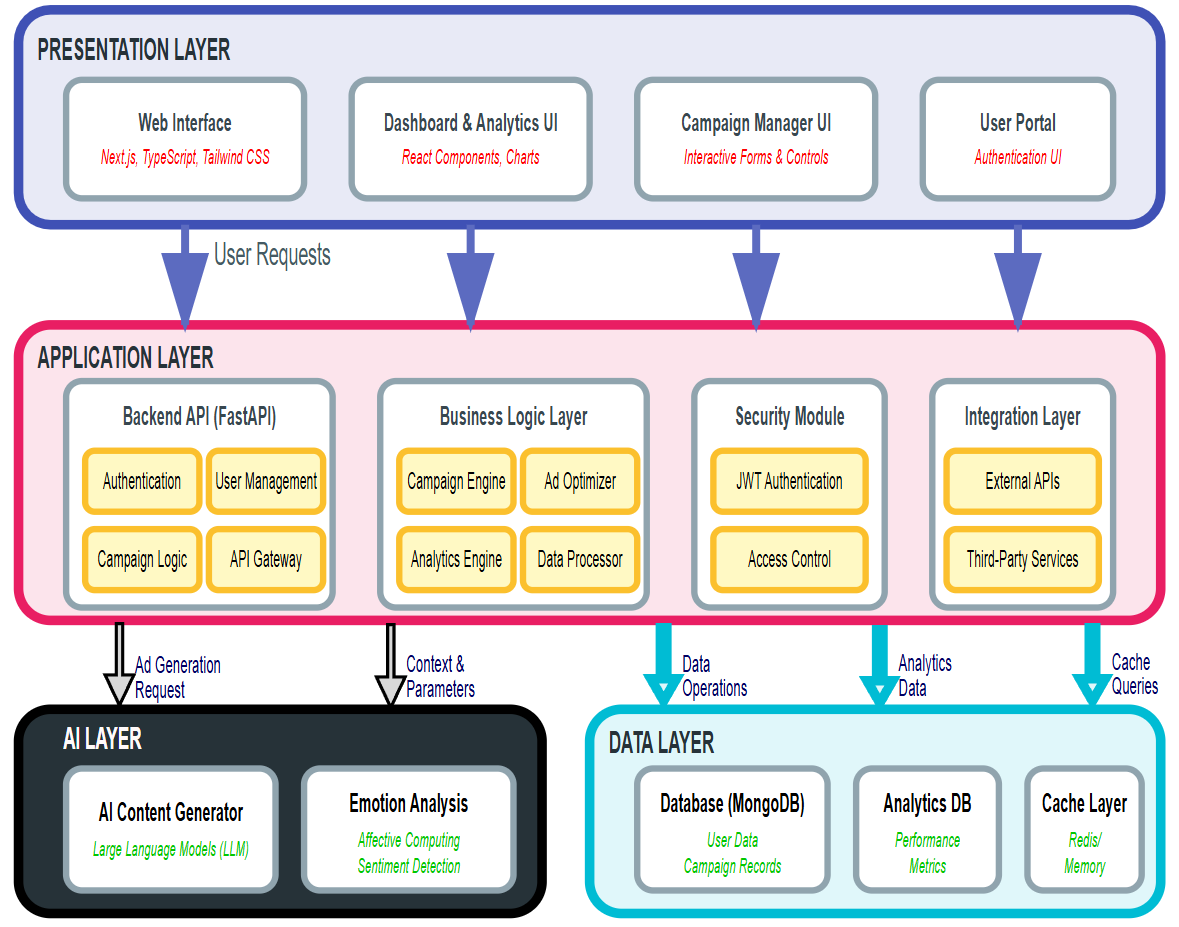 PRESENTATION LAYER
Web Interface
Next.js, TypeScript, Tailwind CSS
Dashboard & Analytics UI
React Components, Charts
Campaign Manager UI
Interactive Forms & Controls
User Portal
Authentication UI
User Requests
APPLICATION LAYER
Backend API (FastAPI)
Authentication
User Management
Campaign Logic
API Gateway
Business Logic Layer
Campaign Engine
Ad Optimizer
Analytics Engine
Data Processor
Security Module
JWT Authentication
Access Control
Integration Layer
External APIs
Third-Party Services
Ad Generation
Request
Context &
Parameters
Data
Operations
Analytics
Data
Cache
Queries
AI LAYER
AI Content Generator
Large Language Models (LLM)
Emotion Analysis
Affective Computing
Sentiment Detection
DATA LAYER
Database (MongoDB)
User Data
Campaign Records
Analytics DB
Performance
Metrics
Cache Layer
Redis/
Memory